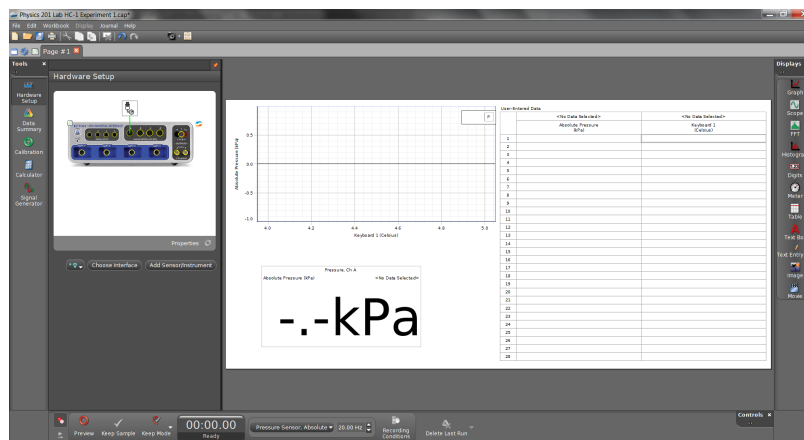 Physics 201 Lab HC-1 Experiment 1.cap*
File Edit Workbook Display Journal Help
Page #1
Tools
Displays
Hardware Setup
Hardware
Setup
Data
Summary
Calibration
Calculator
Signal
Generator
Properties
Choose Interface
Add Sensor/Instrument
P
0.5
0.0
-0.5
-1.0
Absolute Pressure (kPa)
4.0 4.2 4.4 4.6 4.8 5.0
Keyboard 1 (Celsius)
Pressure, Ch A
Absolute Pressure (kPa) <No Data Selected>
-.-kPa
User-Entered Data
<No Data Selected> <No Data Selected>
Absolute Pressure Keyboard 1
(kPa) (Celsius)
1
2
3
4
5
6
7
8
9
10
11
12
13
14
15
16
17
18
19
20
21
22
23
24
25
26
27
28
Graph
Scope
FFT
Histogra
Digits
Meter
Table
Text Bo
Text Entry
Image
Movie
Controls
Preview
Keep Sample
Keep Mode
00:00.00
Ready
Pressure Sensor, Absolute
20.00 Hz
Recording
Conditions
Delete Last Run